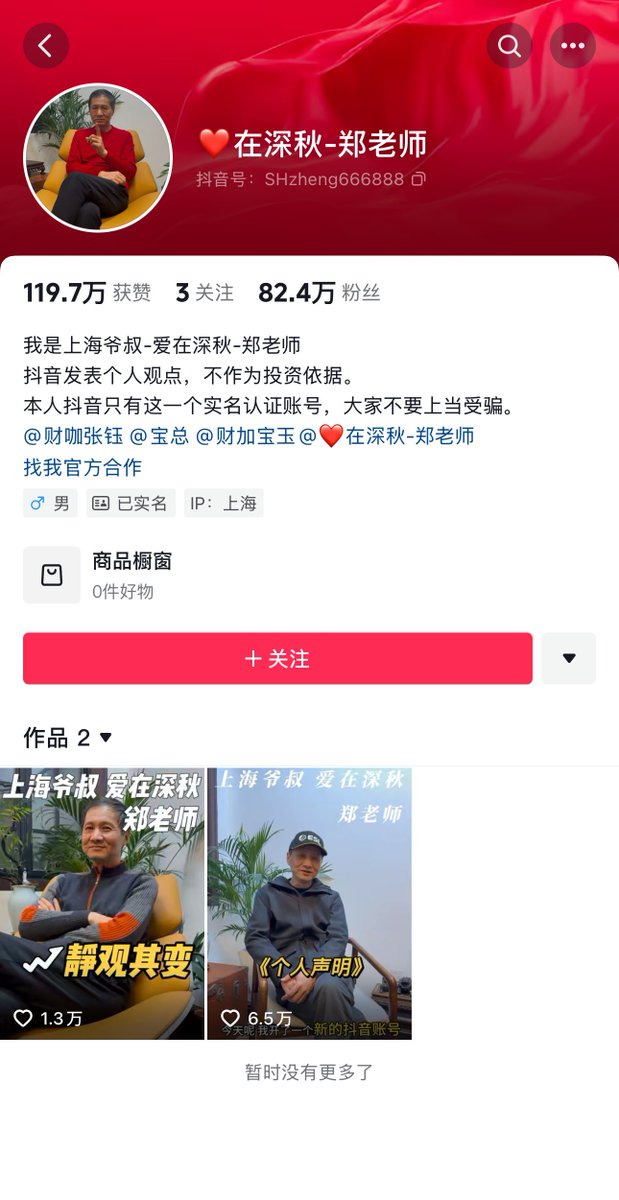 ❤️在深秋-郑老师
抖音号：SHzheng666888
119.7万 获赞 3 关注 82.4万 粉丝
我是上海爷叔-爱在深秋-郑老师
抖音发表个人观点，不作为投资依据。
本人抖音只有这一个实名认证账号，大家不要上当受骗。
@财咖张钰 @宝总 @财加宝玉@❤️在深秋-郑老师
找我官方合作
♂ 男 已实名 IP：上海
商品橱窗
0件好物
＋关注
作品 2
上海爷叔 爱在深秋
郑老师
靜观其变
1.3万
上海爷叔 爱在深秋
郑老师
《个人声明》
6.5万
今天呢 我开了一个新的抖音账号
暂时没有更多了